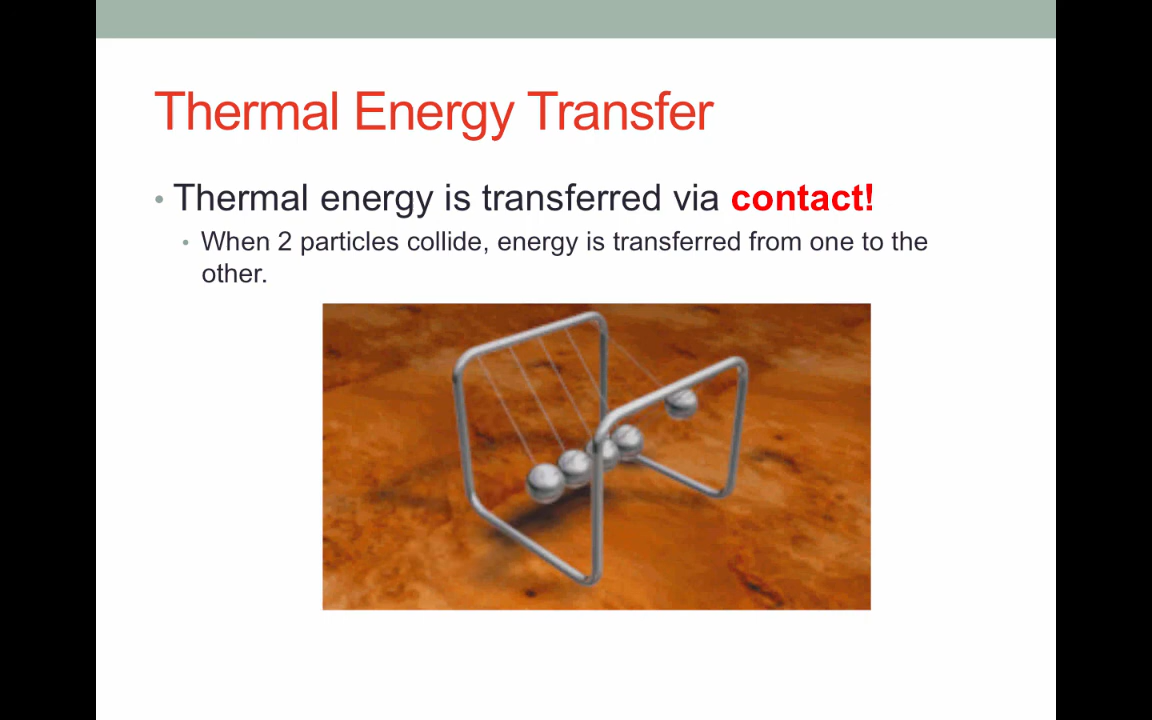 Thermal Energy Transfer
• Thermal energy is transferred via contact!
• When 2 particles collide, energy is transferred from one to the
other.